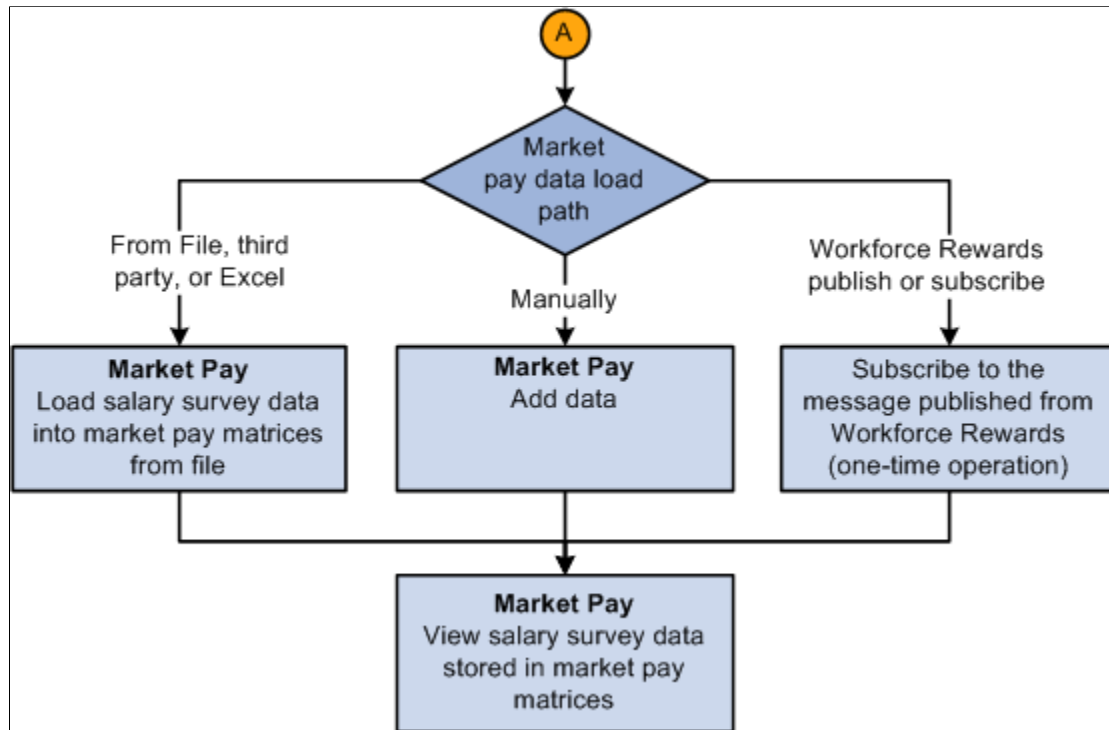 A
Market
pay data load
path
From File, third
party, or Excel
Manually
Workforce Rewards
publish or subscribe
Market Pay
Load salary survey data
into market pay matrices
from file
Market Pay
Add data
Subscribe to the
message published from
Workforce Rewards
(one-time operation)
Market Pay
View salary survey data
stored in market pay
matrices